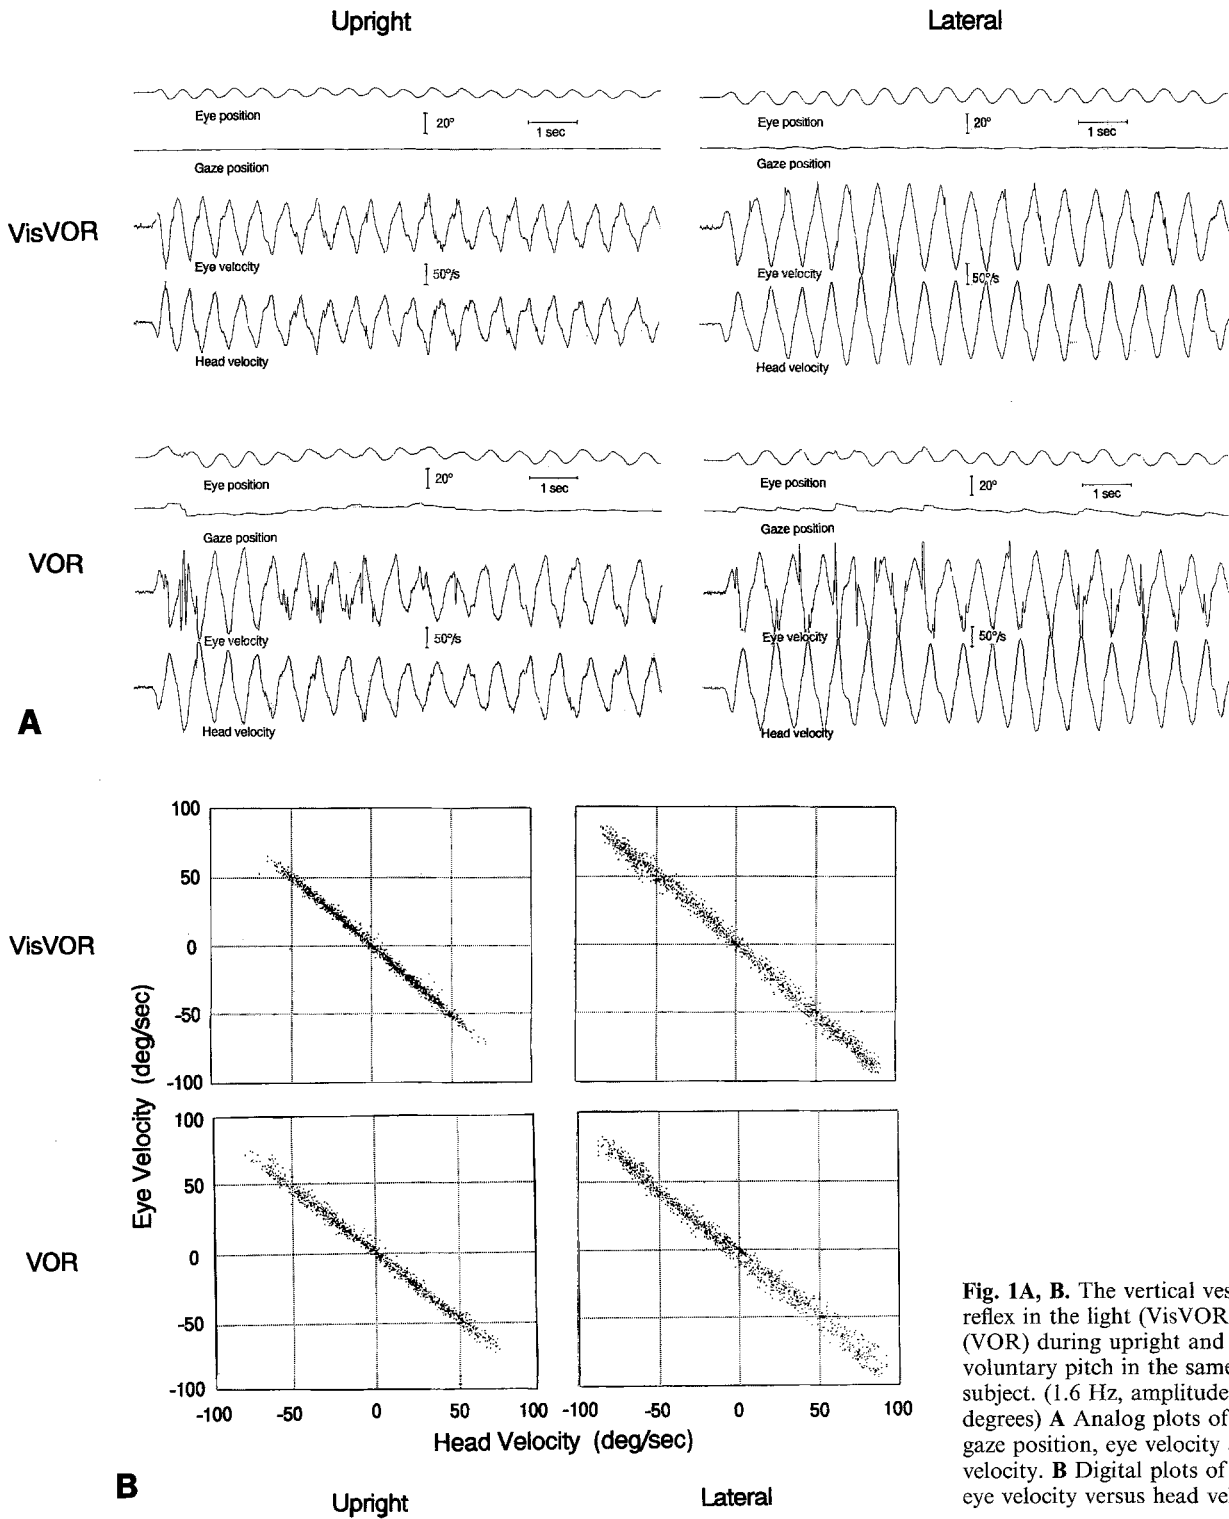 Upright
Lateral
Eye position
20°
1 sec
Gaze position
VisVOR
Eye velocity
50°/s
Head velocity
Eye position
20°
1 sec
Gaze position
Eye velocity
50°/s
Head velocity
Eye position
20°
1 sec
Gaze position
VOR
Eye velocity
50°/s
Head velocity
Eye position
20°
1 sec
Gaze position
Eye velocity
50°/s
Head velocity
A
VisVOR
100
50
0
-50
-100
VOR
100
50
0
-50
-100
Eye Velocity (deg/sec)
-100 -50 0 50 100
-100 -50 0 50 100
Head Velocity (deg/sec)
B
Upright
Lateral
Fig. 1A, B. The vertical ves
reflex in the light (VisVOR
(VOR) during upright and
voluntary pitch in the same
subject. (1.6 Hz, amplitude
degrees) A Analog plots of
gaze position, eye velocity
velocity. B Digital plots of
eye velocity versus head vel